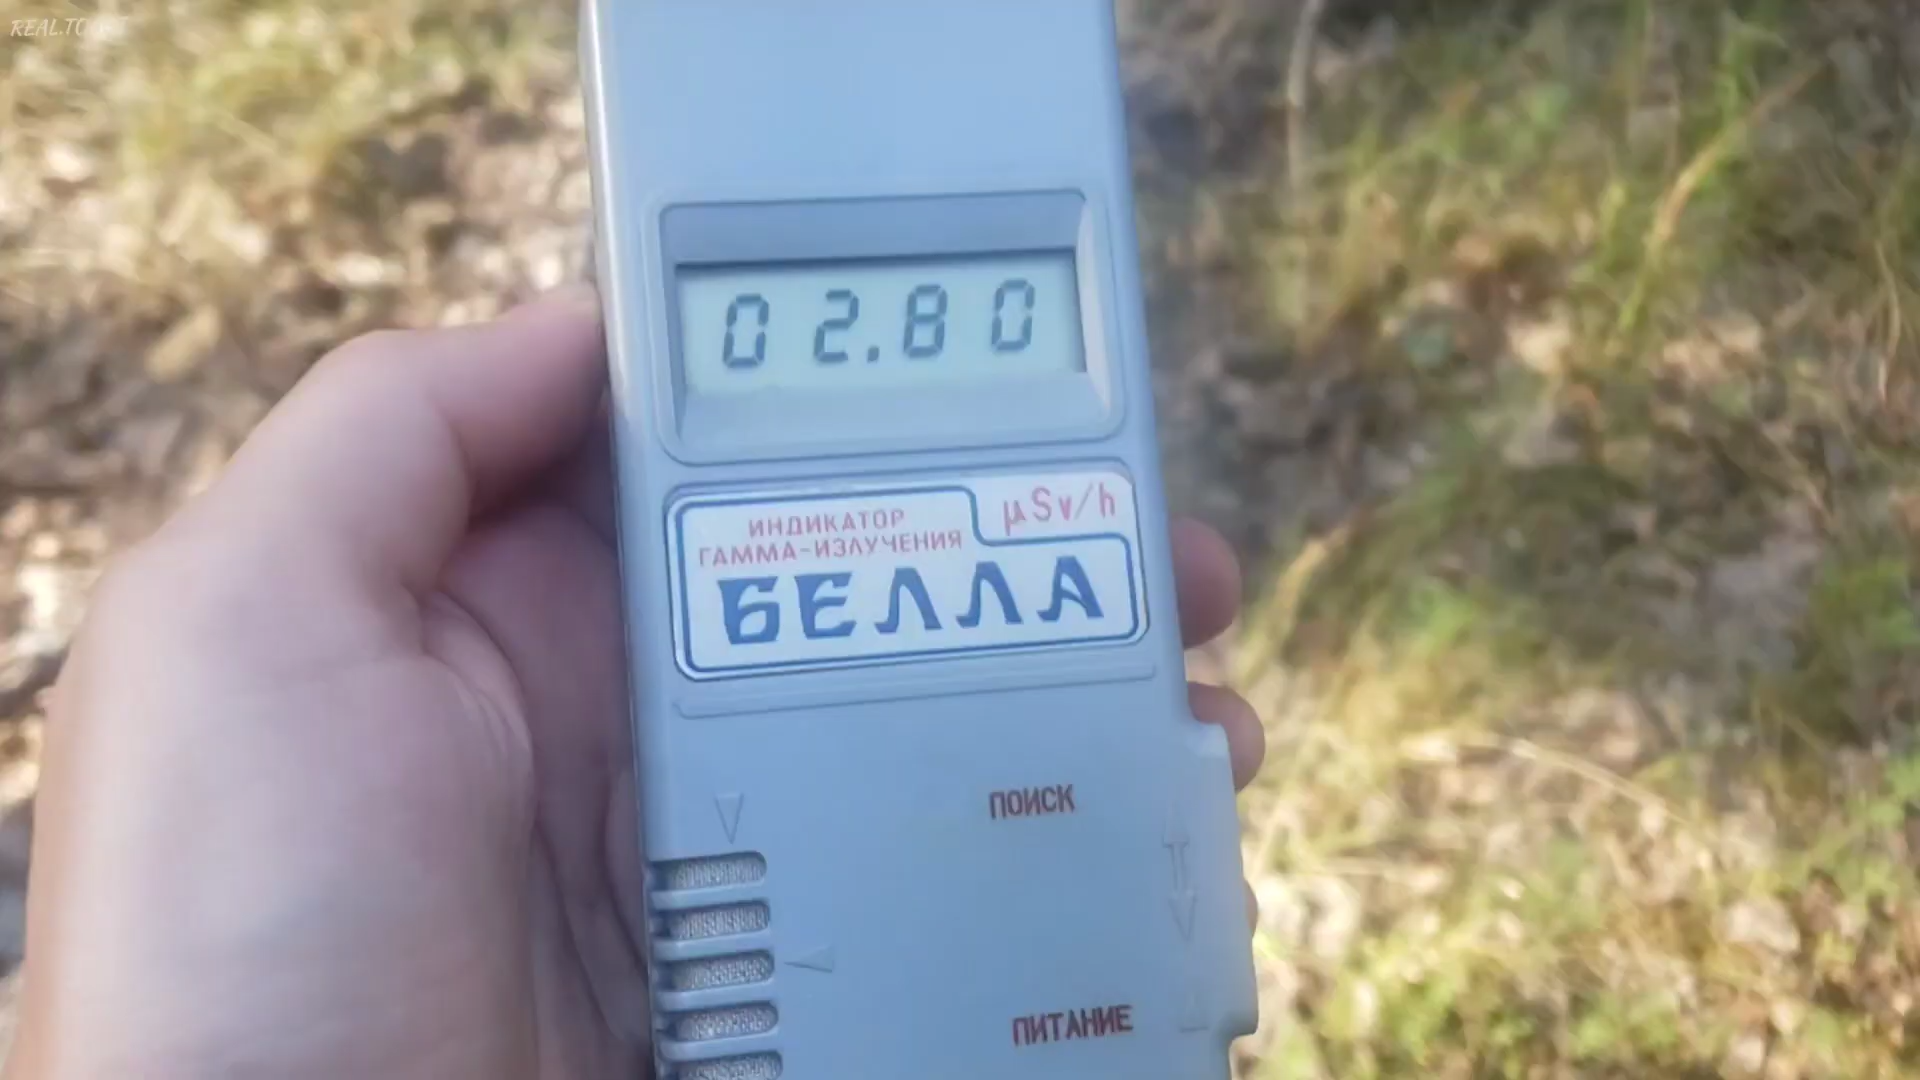 02.80
µSv/h
ИНДИКАТОР
ГАММА-ИЗЛУЧЕНИЯ
БЕЛЛА
ПОИСК
ПИТАНИЕ